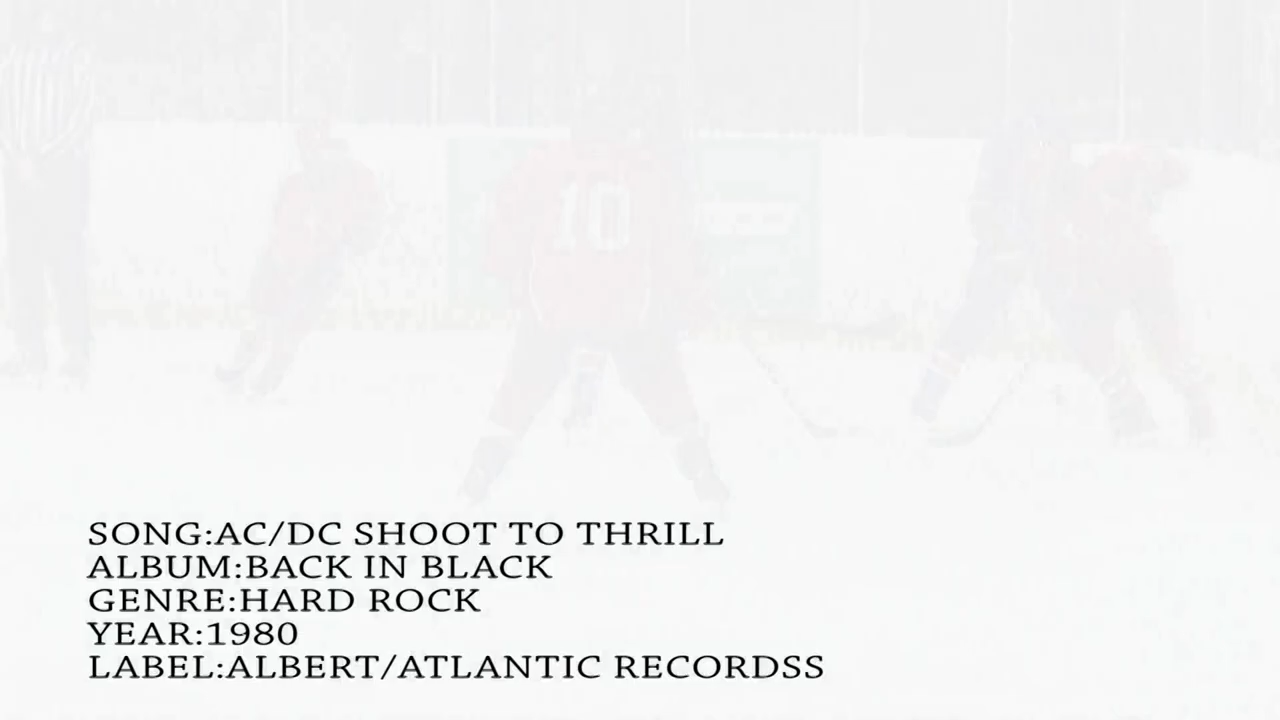 10
SONG:AC/DC SHOOT TO THRILL
ALBUM:BACK IN BLACK
GENRE:HARD ROCK
YEAR:1980
LABEL:ALBERT/ATLANTIC RECORDSS